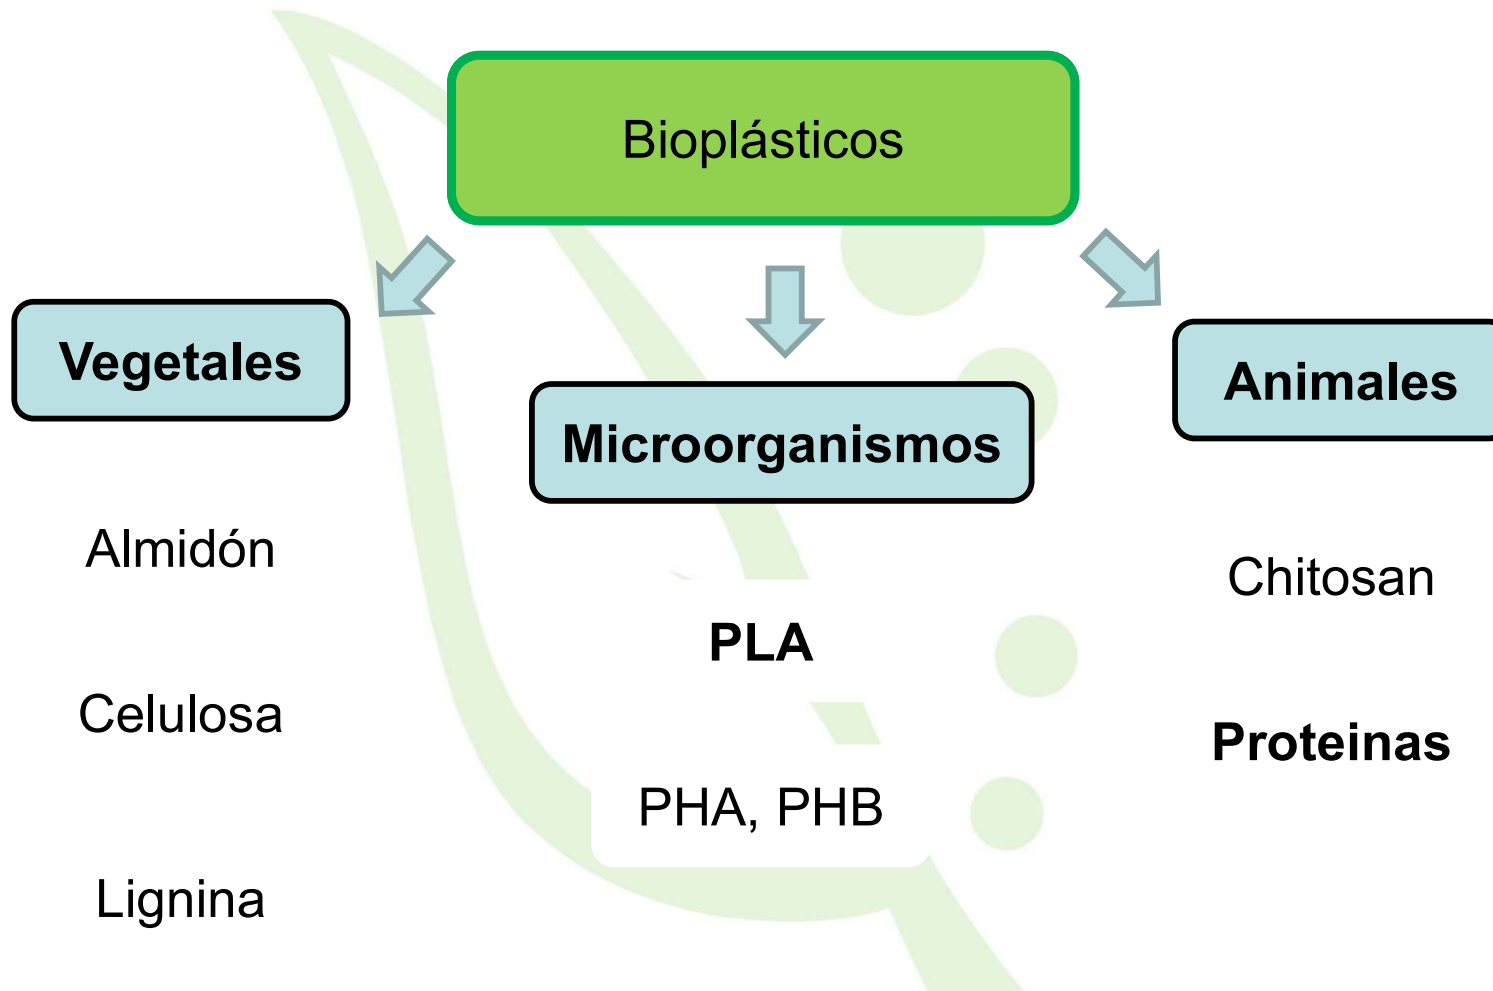 Bioplásticos
Vegetales
Almidón
Celulosa
Lignina
Microorganismos
PLA
PHA, PHB
Animales
Chitosan
Proteinas